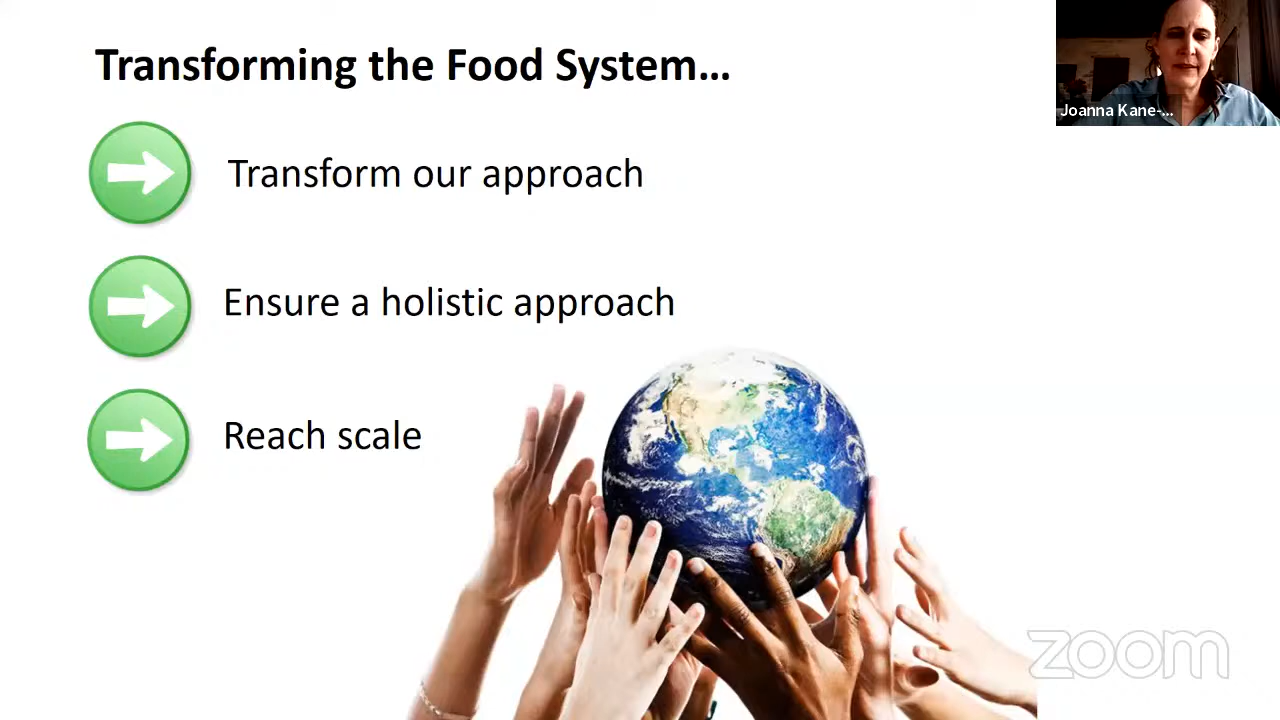 Transforming the Food System…
Joanna Kane-...
Transform our approach
Ensure a holistic approach
Reach scale
zoom